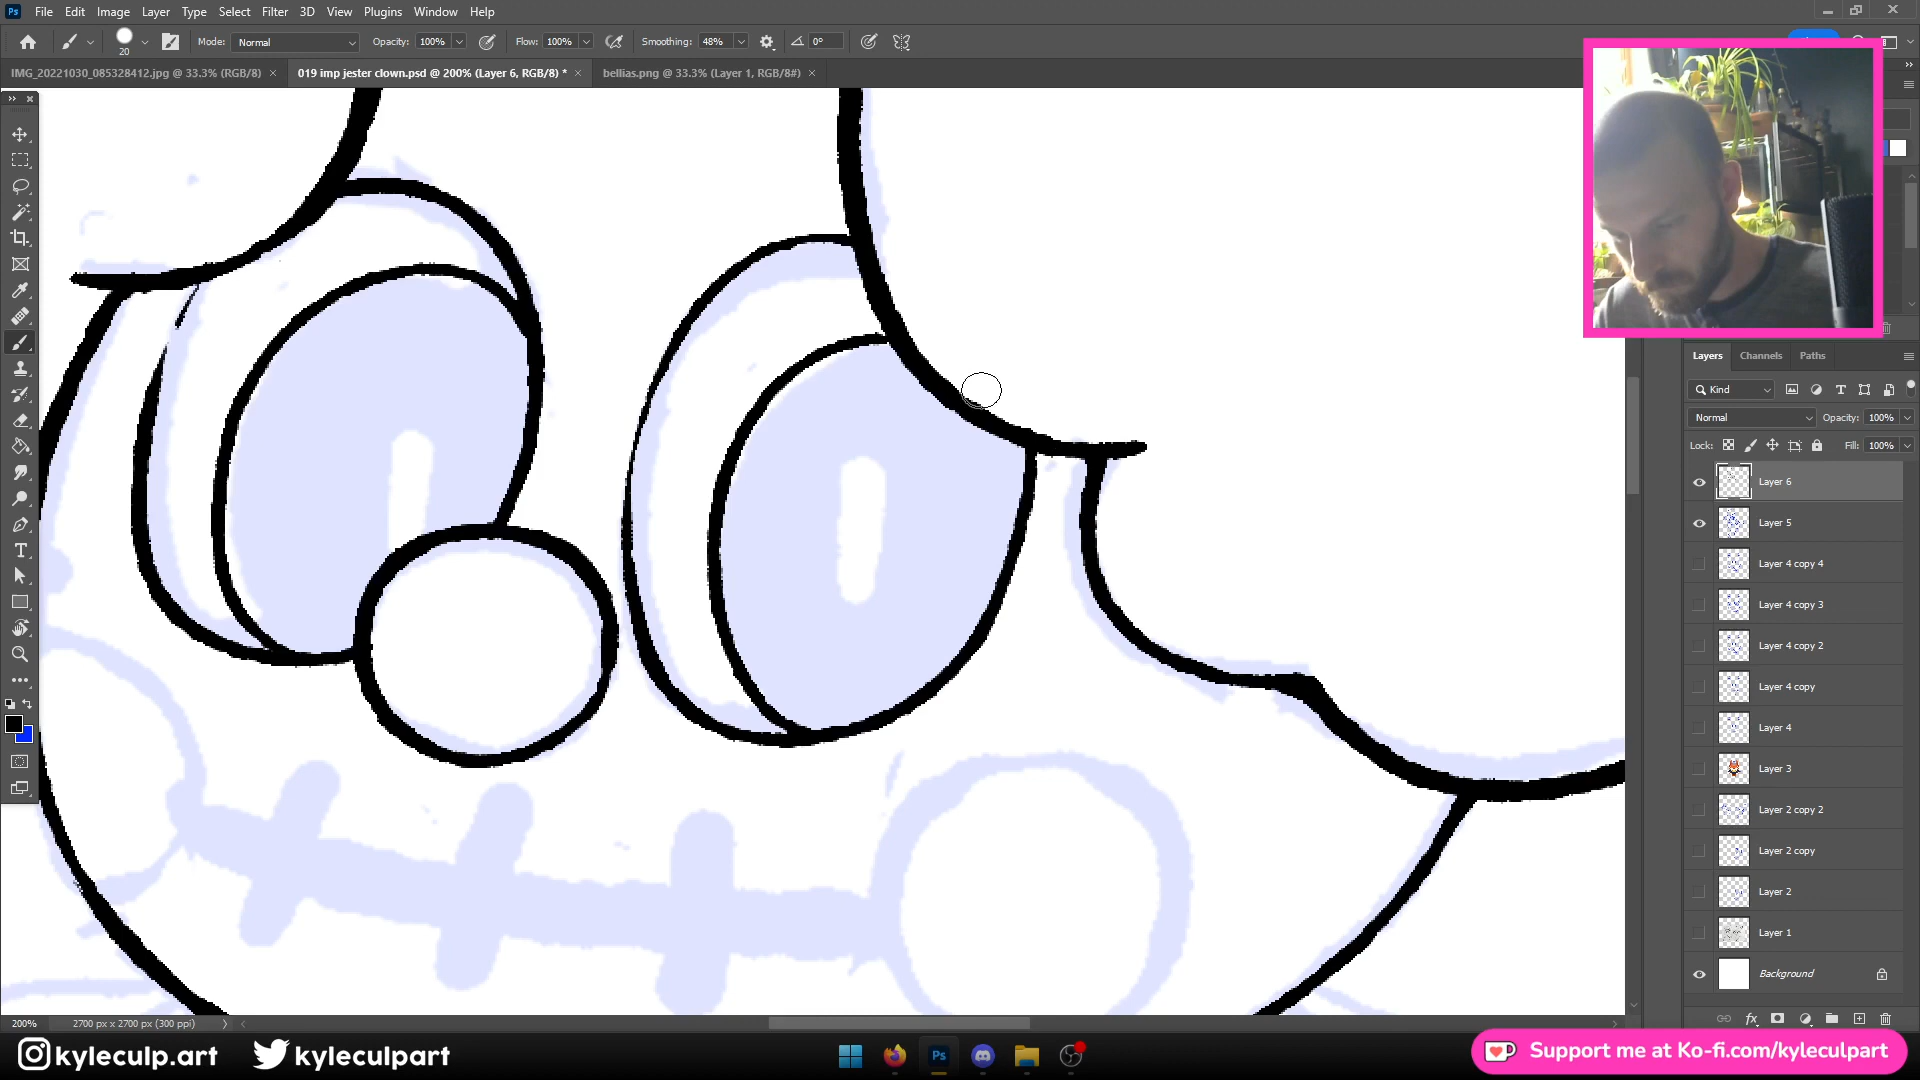 Ps File Edit Image Layer Type Select Filter 3D View Plugins Window Help
20 Mode: Normal Opacity: 100% Flow: 100% Smoothing: 48% 0°
IMG_20221030_085328412.jpg @ 33.3% (RGB/8) × 019 imp jester clown.psd @ 200% (Layer 6, RGB/8) * × bellias.png @ 33.3% (Layer 1, RGB/8#) ×
Layers Channels Paths
Kind
Normal Opacity: 100%
Lock: Fill: 100%
Layer 6
Layer 5
Layer 4 copy 4
Layer 4 copy 3
Layer 4 copy 2
Layer 4 copy
Layer 4
Layer 3
Layer 2 copy 2
Layer 2 copy
Layer 2
Layer 1
Background
200% 2700 px x 2700 px (300 ppi)
kyleculp.art kyleculpart
Ps
Support me at Ko-fi.com/kyleculpart